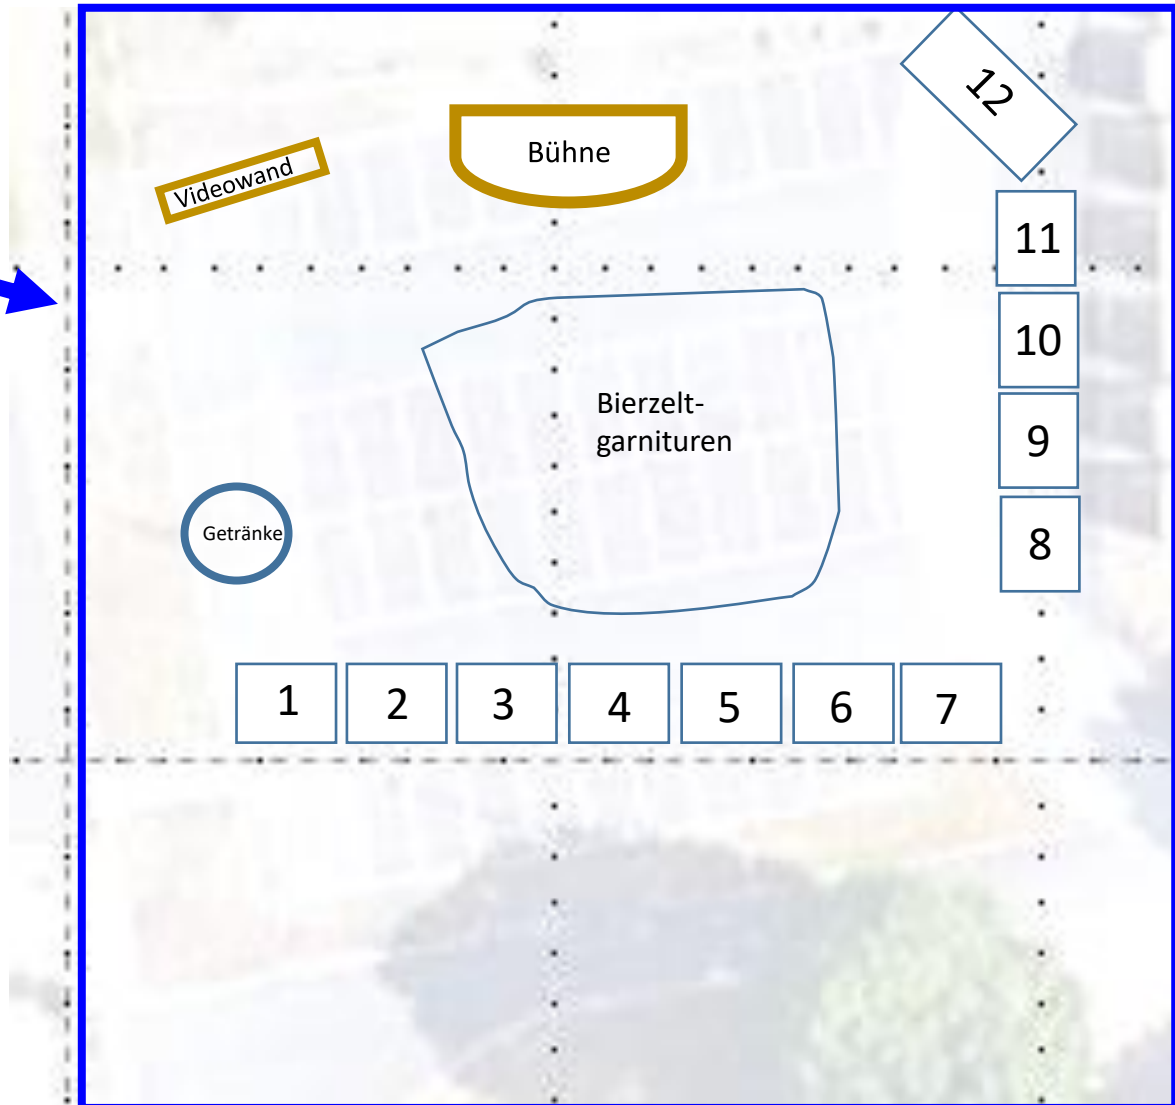 12
Bühne
Videowand
11
10
Bierzelt-
garnituren
9
Getränke
8
1 2 3 4 5 6 7